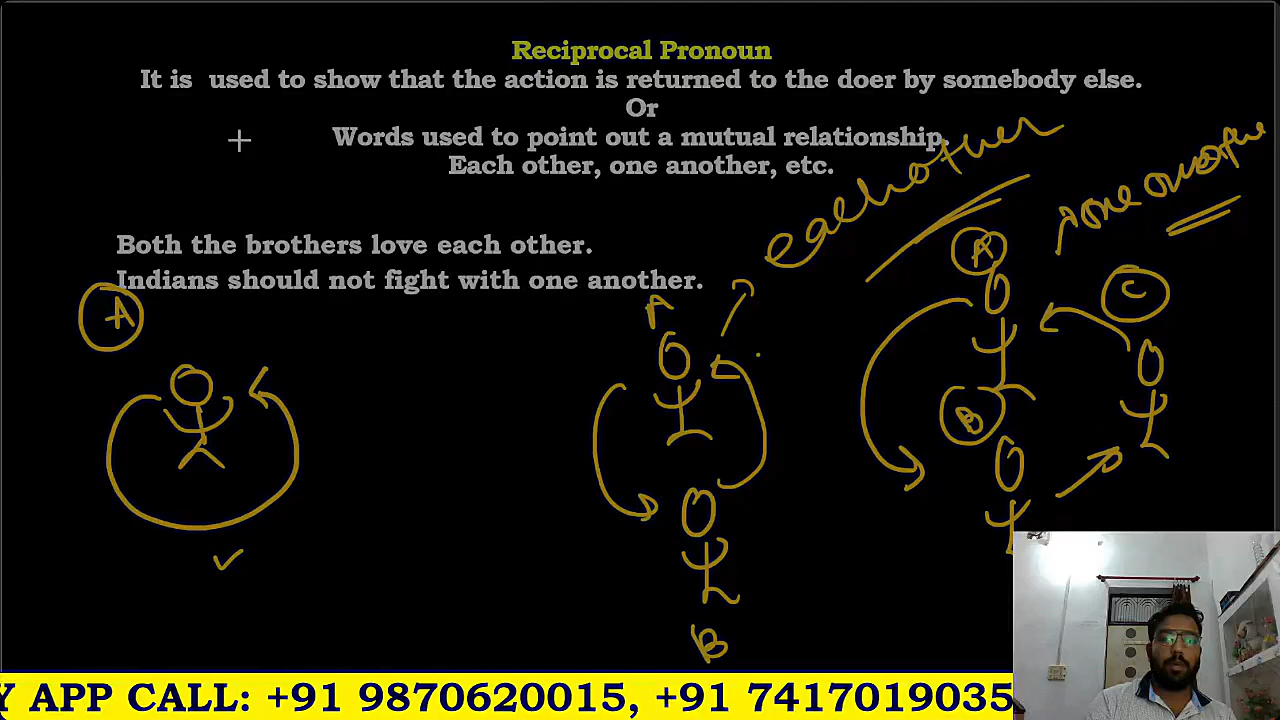 Reciprocal Pronoun
It is used to show that the action is returned to the doer by somebody else.
Or
Words used to point out a mutual relationship.
Each other, one another, etc.
Both the brothers love each other.
Indians should not fight with one another.
each other
one another
A
A
B
A
B
C
Y APP CALL: +91 9870620015, +91 7417019035